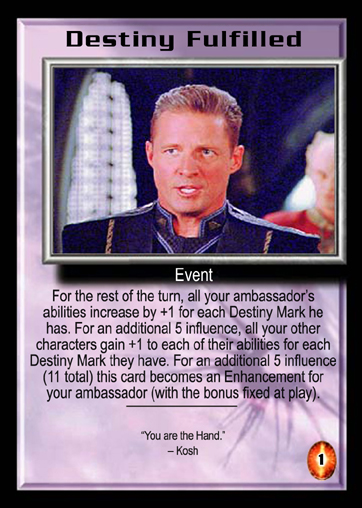 Destiny Fulfilled
Event
For the rest of the turn, all your ambassador's
abilities increase by +1 for each Destiny Mark he
has. For an additional 5 influence, all your other
characters gain +1 to each of their abilities for each
Destiny Mark they have. For an additional 5 influence
(11 total) this card becomes an Enhancement for
your ambassador (with the bonus fixed at play).
"You are the Hand."
– Kosh
1